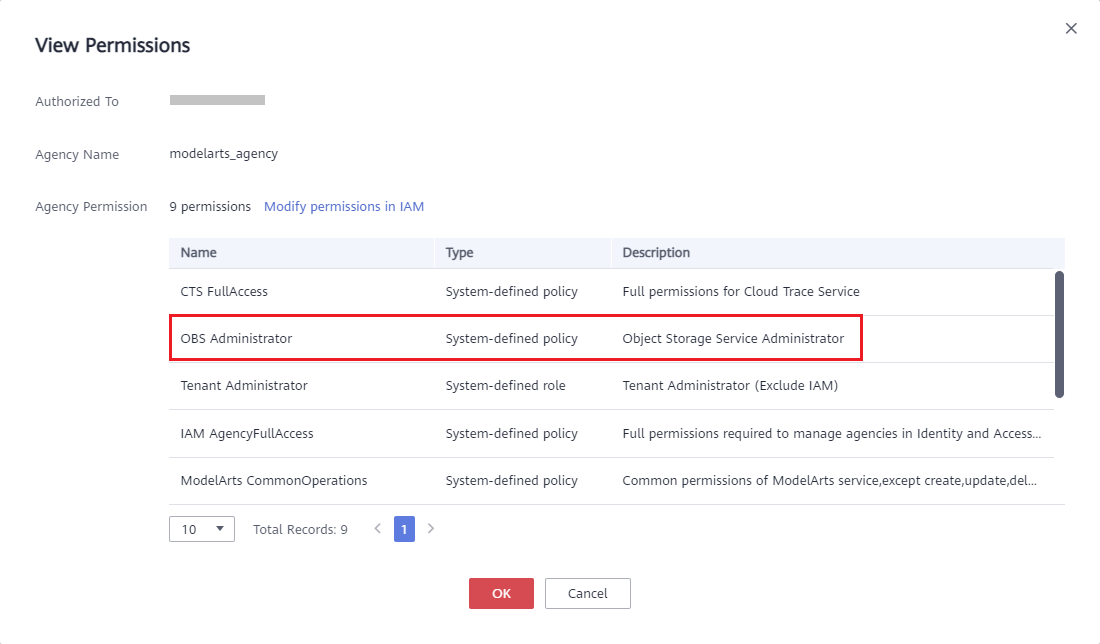 View Permissions
Authorized To
Agency Name modelarts_agency
Agency Permission 9 permissions Modify permissions in IAM
Name Type Description
CTS FullAccess System-defined policy Full permissions for Cloud Trace Service
OBS Administrator System-defined policy Object Storage Service Administrator
Tenant Administrator System-defined role Tenant Administrator (Exclude IAM)
IAM AgencyFullAccess System-defined policy Full permissions required to manage agencies in Identity and Access...
ModelArts CommonOperations System-defined policy Common permissions of ModelArts service,except create,update,del...
10 Total Records: 9 < 1 >
OK Cancel